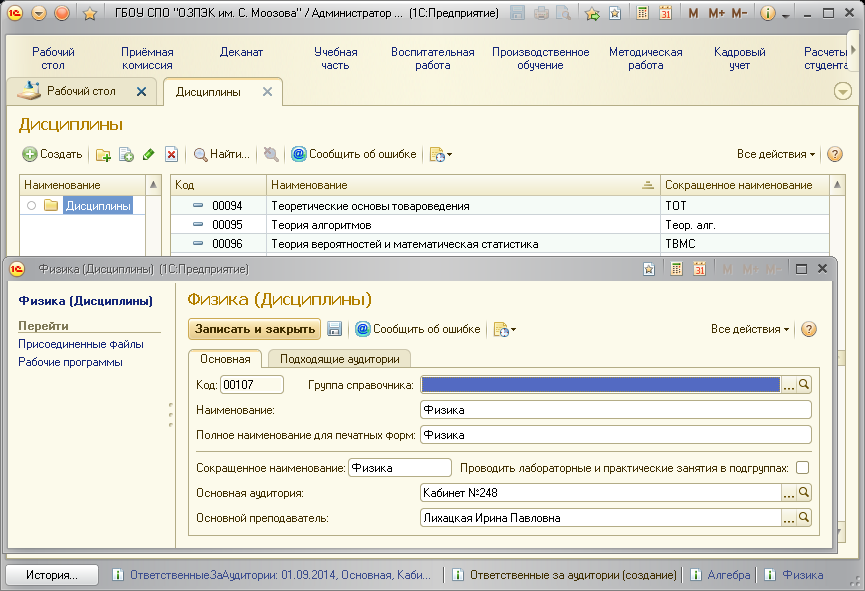 ГБОУ СПО "ОЗПЭК им. С. Моозова" / Администратор ... (1С:Предприятие)
M M+ M-
Рабочий стол
Приёмная комиссия
Деканат
Учебная часть
Воспитательная работа
Производственное обучение
Методическая работа
Кадровый учет
Расчеты студента
Рабочий стол
Дисциплины
Дисциплины
Создать
Найти...
Сообщить об ошибке
Все действия
Наименование
Код Наименование Сокращенное наименование
Дисциплины
00094 Теоретические основы товароведения ТОТ
00095 Теория алгоритмов Теор. алг.
00096 Теория вероятностей и математическая статистика ТВМС
Физика (Дисциплины) (1С:Предприятие)
M M+ M-
Физика (Дисциплины)
Перейти
Присоединенные файлы
Рабочие программы
Физика (Дисциплины)
Записать и закрыть
Сообщить об ошибке
Все действия
Основная
Подходящие аудитории
Код: 00107 Группа справочника:
Наименование: Физика
Полное наименование для печатных форм: Физика
Сокращенное наименование: Физика Проводить лабораторные и практические занятия в подгруппах:
Основная аудитория: Кабинет №248
Основной преподаватель: Лихацкая Ирина Павловна
История...
ОтветственныеЗаАудитории: 01.09.2014, Основная, Каби...
Ответственные за аудитории (создание)
Алгебра
Физика